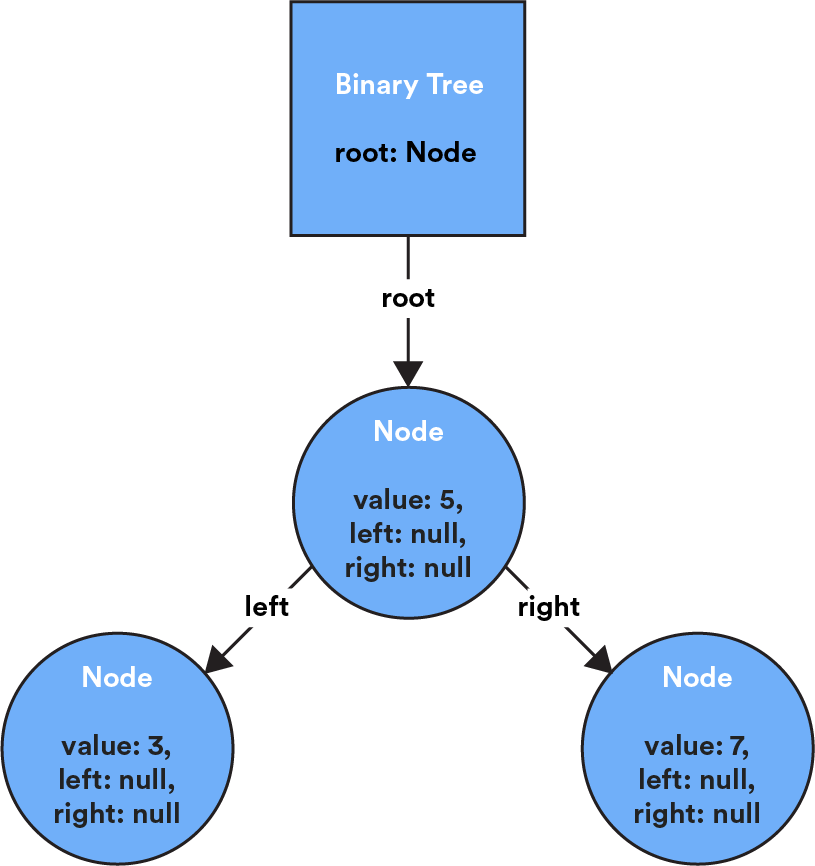 Binary Tree
root: Node
root
Node
value: 5,
left: null,
right: null
left
right
Node
value: 3,
left: null,
right: null
Node
value: 7,
left: null,
right: null